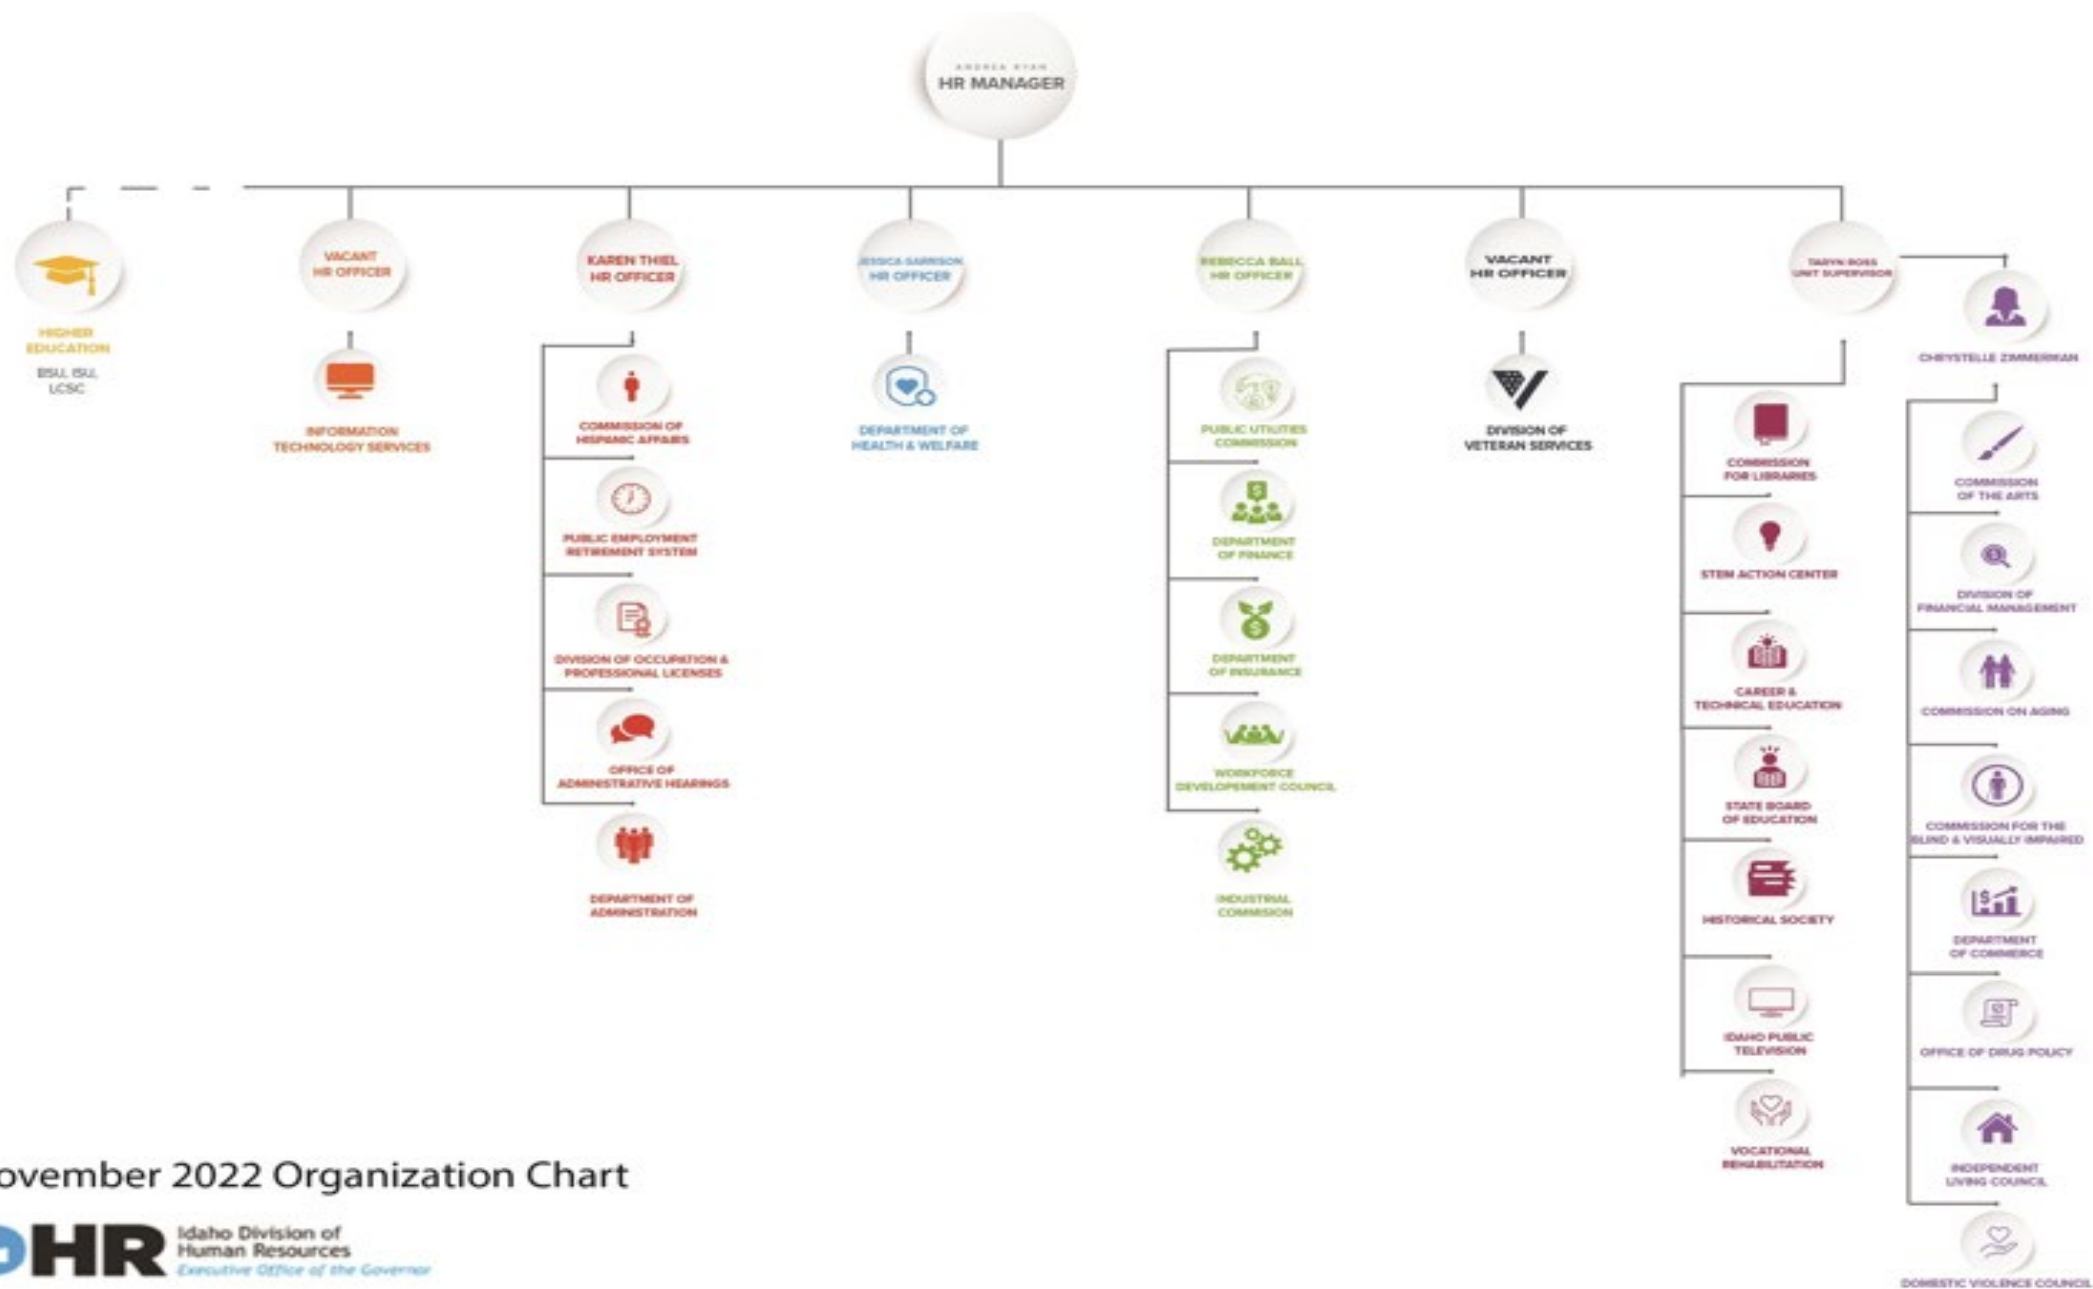 ANDREA RYAN
HR MANAGER
HIGHER
EDUCATION
BSU, ISU,
LCSC
VACANT
HR OFFICER
INFORMATION
TECHNOLOGY SERVICES
KAREN THIEL
HR OFFICER
COMMISSION OF
HISPANIC AFFAIRS
PUBLIC EMPLOYMENT
RETIREMENT SYSTEM
DIVISION OF OCCUPATION &
PROFESSIONAL LICENSES
OFFICE OF
ADMINISTRATIVE HEARINGS
DEPARTMENT OF
ADMINISTRATION
JESSICA GARRISON
HR OFFICER
DEPARTMENT OF
HEALTH & WELFARE
REBECCA BALL
HR OFFICER
PUBLIC UTILITIES
COMMISSION
DEPARTMENT
OF FINANCE
DEPARTMENT
OF INSURANCE
WORKFORCE
DEVELOPEMENT COUNCIL
INDUSTRIAL
COMMISION
VACANT
HR OFFICER
DIVISION OF
VETERAN SERVICES
TARYN ROSS
UNIT SUPERVISOR
COMMISSION
FOR LIBRARIES
STEM ACTION CENTER
CAREER &
TECHNICAL EDUCATION
STATE BOARD
OF EDUCATION
HISTORICAL SOCIETY
IDAHO PUBLIC
TELEVISION
VOCATIONAL
REHABILITATION
CHRYSTELLE ZIMMERMAN
COMMISSION
OF THE ARTS
DIVISION OF
FINANCIAL MANAGEMENT
COMMISSION ON AGING
COMMISSION FOR THE
BLIND & VISUALLY IMPAIRED
DEPARTMENT
OF COMMERCE
OFFICE OF DRUG POLICY
INDEPENDENT
LIVING COUNCIL
DOMESTIC VIOLENCE COUNCIL
ovember 2022 Organization Chart
HR
Idaho Division of
Human Resources
Executive Office of the Governor